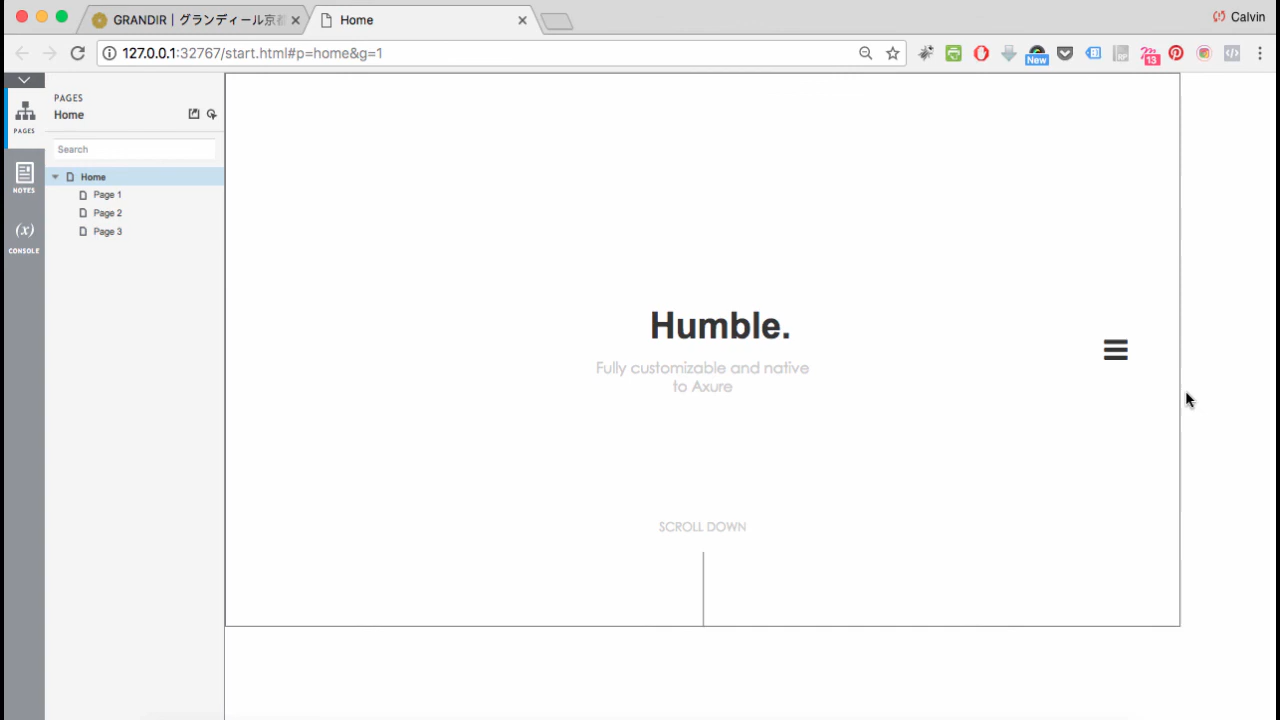 GRANDIR | グランディール京都
Home
Calvin
127.0.0.1:32767/start.html#p=home&g=1
New
RP
13
PAGES
NOTES
(x)
CONSOLE
PAGES
Home
Search
Home
Page 1
Page 2
Page 3
Humble.
Fully customizable and native
to Axure
SCROLL DOWN